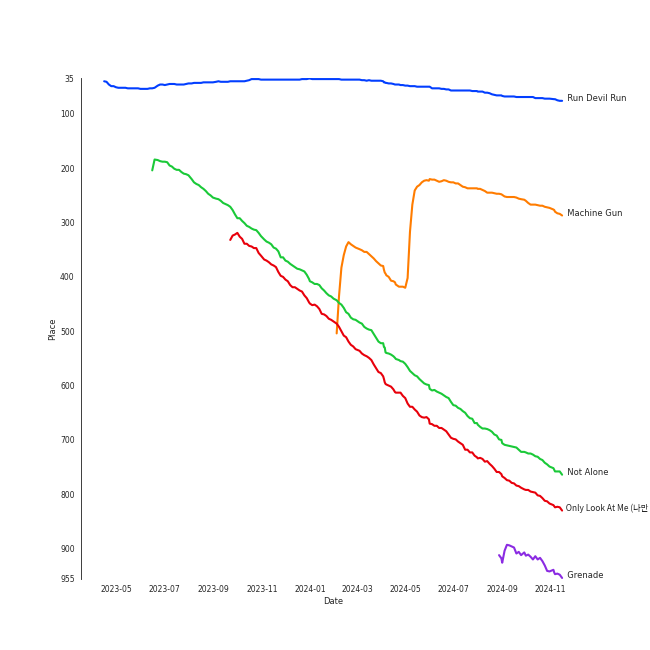 35
100
200
300
400
500
600
700
800
900
955
Place
Run Devil Run
Machine Gun
Not Alone
Only Look At Me (나만
Grenade
2023-05 2023-07 2023-09 2023-11 2024-01 2024-03 2024-05 2024-07 2024-09 2024-11
Date